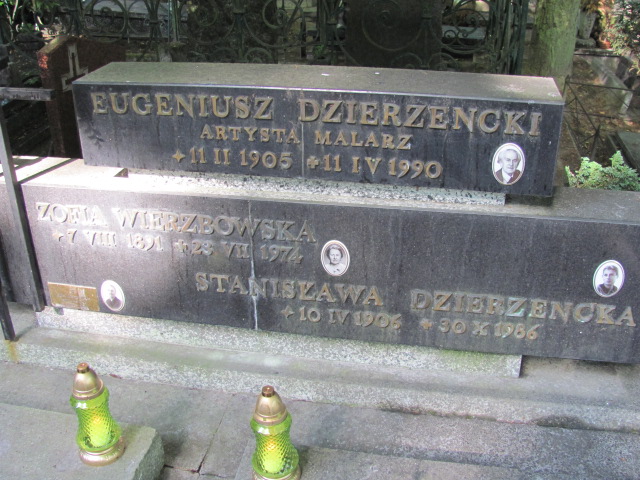 EUGENIUSZ DZIERZENCKI
ARTYSTA MALARZ
* 11 II 1905 + 11 IV 1990
ZOFIA WIERZBOWSKA
* 7 VIII 1891 + 23 VII 1974
STANISŁAWA DZIERZENCKA
* 10 IV 1906 + 30 X 1986